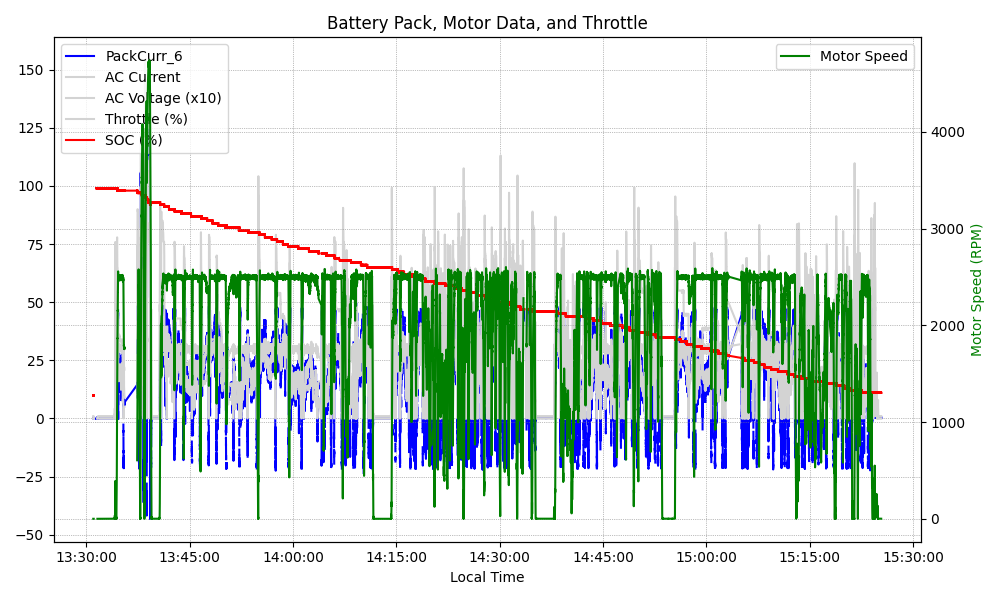 Battery Pack, Motor Data, and Throttle
PackCurr_6
AC Current
AC Voltage (x10)
Throttle (%)
SOC (%)
Motor Speed
150
125
100
75
50
25
0
−25
−50
4000
3000
2000
1000
0
Motor Speed (RPM)
13:30:00
13:45:00
14:00:00
14:15:00
14:30:00
14:45:00
15:00:00
15:15:00
15:30:00
Local Time